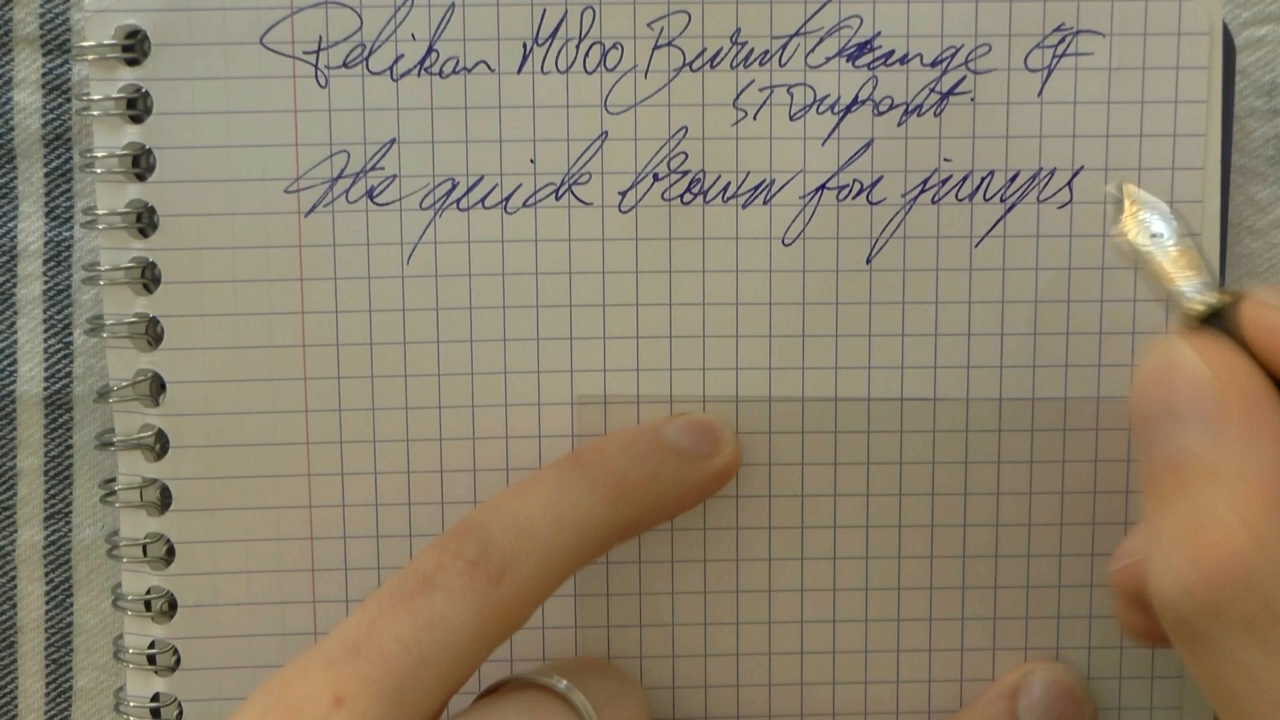 Pelikan M800 Burnt Orange EF
ST Dupont.
The quick brown fox jumps